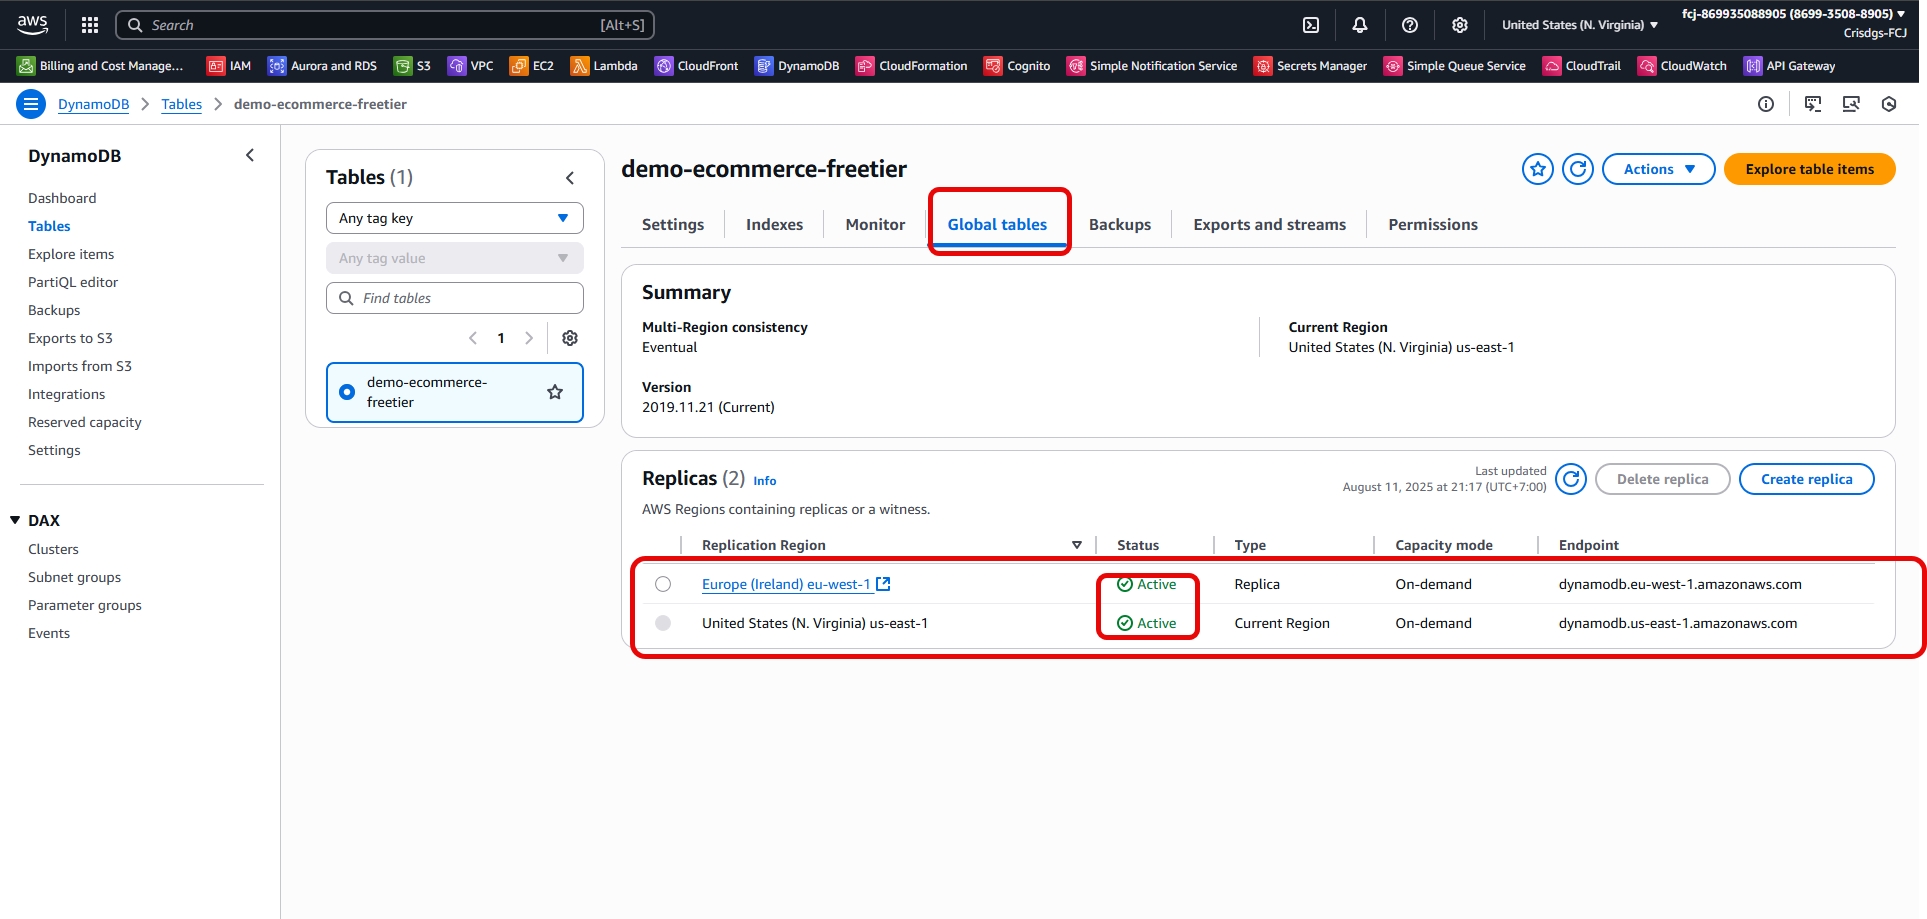 aws
Search [Alt+S]
United States (N. Virginia)
fcj-869935088905 (8699-3508-8905)
Crisdgs-FCJ
Billing and Cost Manage... IAM Aurora and RDS S3 VPC EC2 Lambda CloudFront DynamoDB CloudFormation Cognito Simple Notification Service Secrets Manager Simple Queue Service CloudTrail CloudWatch API Gateway
DynamoDB > Tables > demo-ecommerce-freetier
DynamoDB
Dashboard
Tables
Explore items
PartiQL editor
Backups
Exports to S3
Imports from S3
Integrations
Reserved capacity
Settings
DAX
Clusters
Subnet groups
Parameter groups
Events
Tables (1)
Any tag key
Any tag value
Find tables
1
demo-ecommerce-
freetier
demo-ecommerce-freetier
Actions
Explore table items
Settings Indexes Monitor Global tables Backups Exports and streams Permissions
Summary
Multi-Region consistency
Eventual
Current Region
United States (N. Virginia) us-east-1
Version
2019.11.21 (Current)
Replicas (2) Info
AWS Regions containing replicas or a witness.
Last updated
August 11, 2025 at 21:17 (UTC+7:00)
Delete replica
Create replica
Replication Region Status Type Capacity mode Endpoint
Europe (Ireland) eu-west-1 Active Replica On-demand dynamodb.eu-west-1.amazonaws.com
United States (N. Virginia) us-east-1 Active Current Region On-demand dynamodb.us-east-1.amazonaws.com